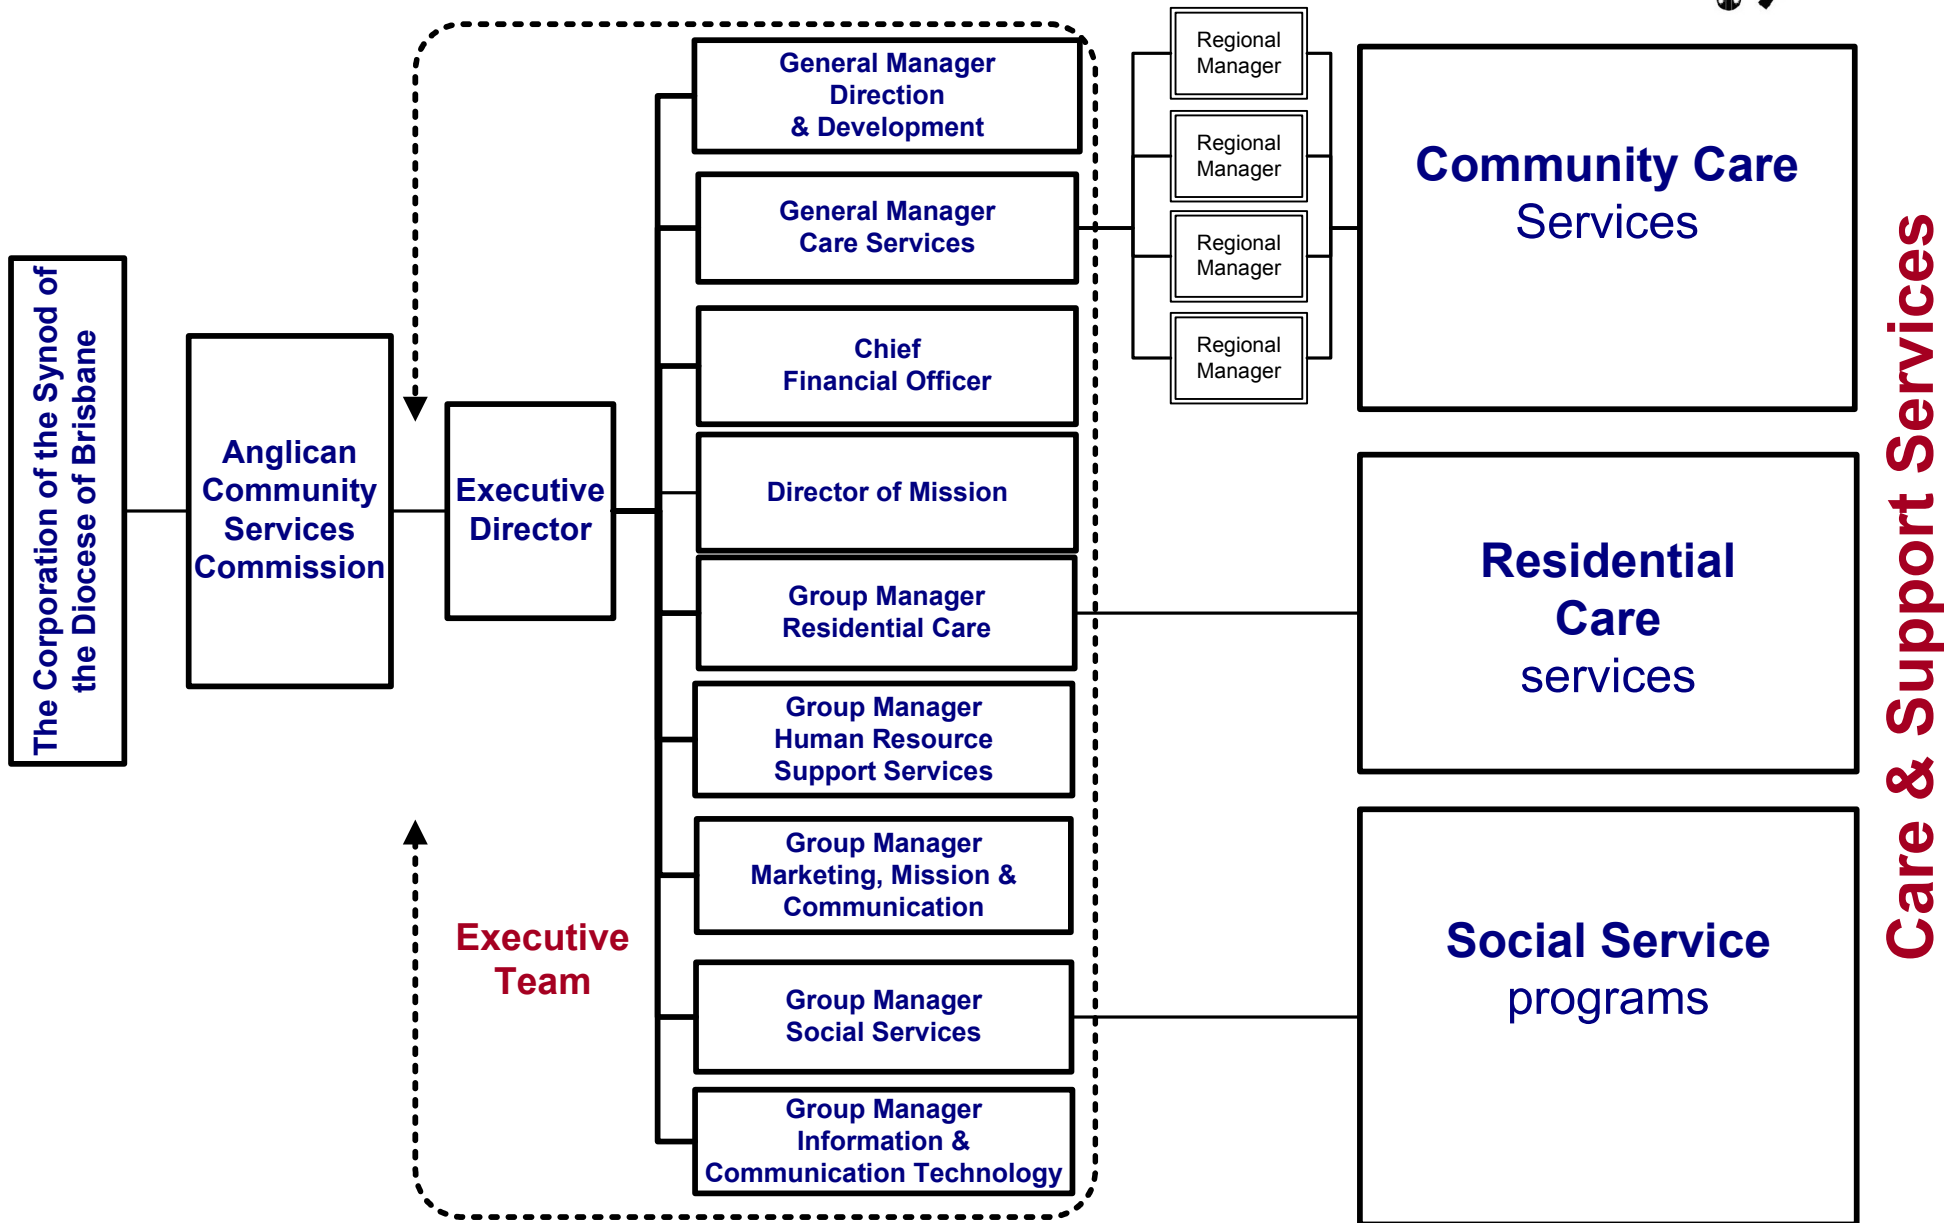 The Corporation of the Synod of
the Diocese of Brisbane
Anglican
Community
Services
Commission
Executive
Director
Executive
Team
General Manager
Direction
& Development
General Manager
Care Services
Chief
Financial Officer
Director of Mission
Group Manager
Residential Care
Group Manager
Human Resource
Support Services
Group Manager
Marketing, Mission &
Communication
Group Manager
Social Services
Group Manager
Information &
Communication Technology
Regional
Manager
Regional
Manager
Regional
Manager
Regional
Manager
Community Care
Services
Residential
Care
services
Social Service
programs
Care & Support Services